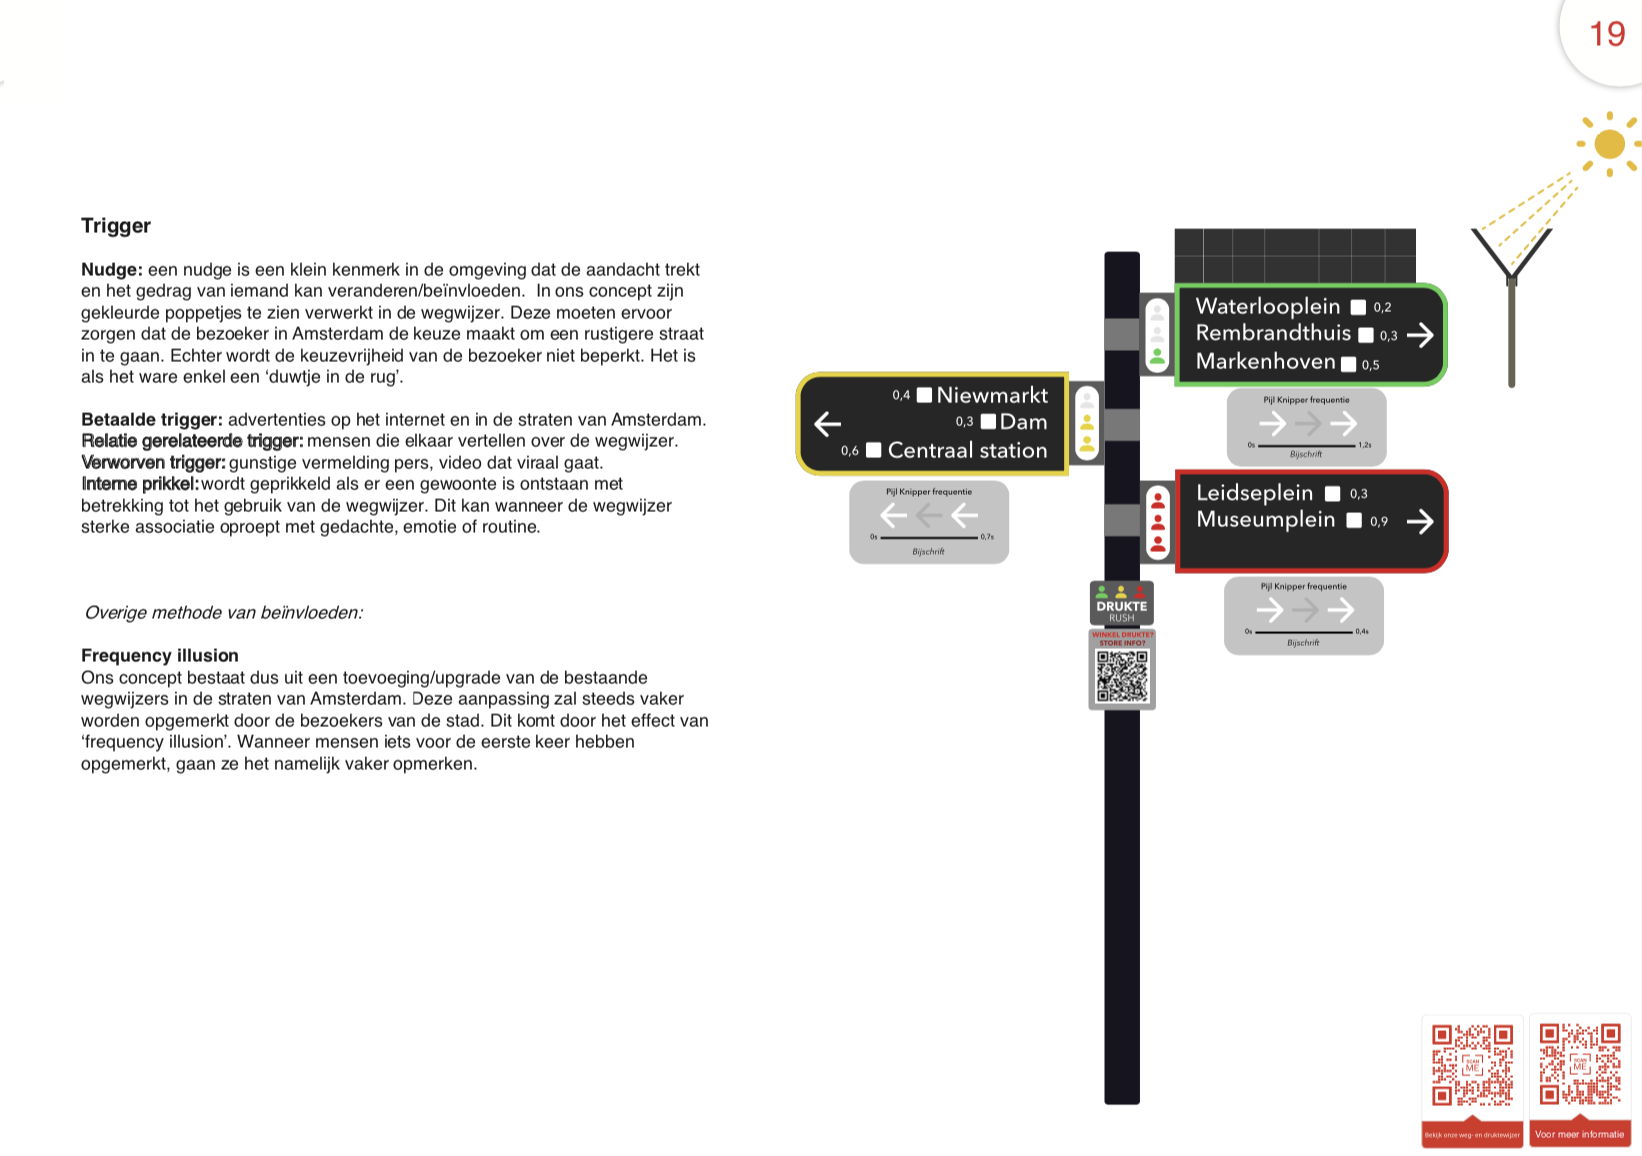 19
Trigger
Nudge: een nudge is een klein kenmerk in de omgeving dat de aandacht trekt
en het gedrag van iemand kan veranderen/beïnvloeden. In ons concept zijn
gekleurde poppetjes te zien verwerkt in de wegwijzer. Deze moeten ervoor
zorgen dat de bezoeker in Amsterdam de keuze maakt om een rustigere straat
in te gaan. Echter wordt de keuzevrijheid van de bezoeker niet beperkt. Het is
als het ware enkel een ‘duwtje in de rug’.
Betaalde trigger: advertenties op het internet en in de straten van Amsterdam.
Relatie gerelateerde trigger: mensen die elkaar vertellen over de wegwijzer.
Verworven trigger: gunstige vermelding pers, video dat viraal gaat.
Interne prikkel: wordt geprikkeld als er een gewoonte is ontstaan met
betrekking tot het gebruik van de wegwijzer. Dit kan wanneer de wegwijzer
sterke associatie oproept met gedachte, emotie of routine.
Overige methode van beïnvloeden:
Frequency illusion
Ons concept bestaat dus uit een toevoeging/upgrade van de bestaande
wegwijzers in de straten van Amsterdam. Deze aanpassing zal steeds vaker
worden opgemerkt door de bezoekers van de stad. Dit komt door het effect van
‘frequency illusion’. Wanneer mensen iets voor de eerste keer hebben
opgemerkt, gaan ze het namelijk vaker opmerken.
Waterlooplein 0,2
Rembrandthuis 0,3
Markenhoven 0,5
Pijl Knipper frequentie
0s 1,2s
Bijschrift
0,4 Niewmarkt
0,3 Dam
0,6 Centraal station
Pijl Knipper frequentie
0s 0,7s
Bijschrift
Leidseplein 0,3
Museumplein 0,9
Pijl Knipper frequentie
0s 0,4s
Bijschrift
DRUKTE
RUSH
WINKEL DRUKTE?
STORE INFO?
SCAN
ME
Bekijk onze weg- en druktewijzer
SCAN
ME
Voor meer informatie